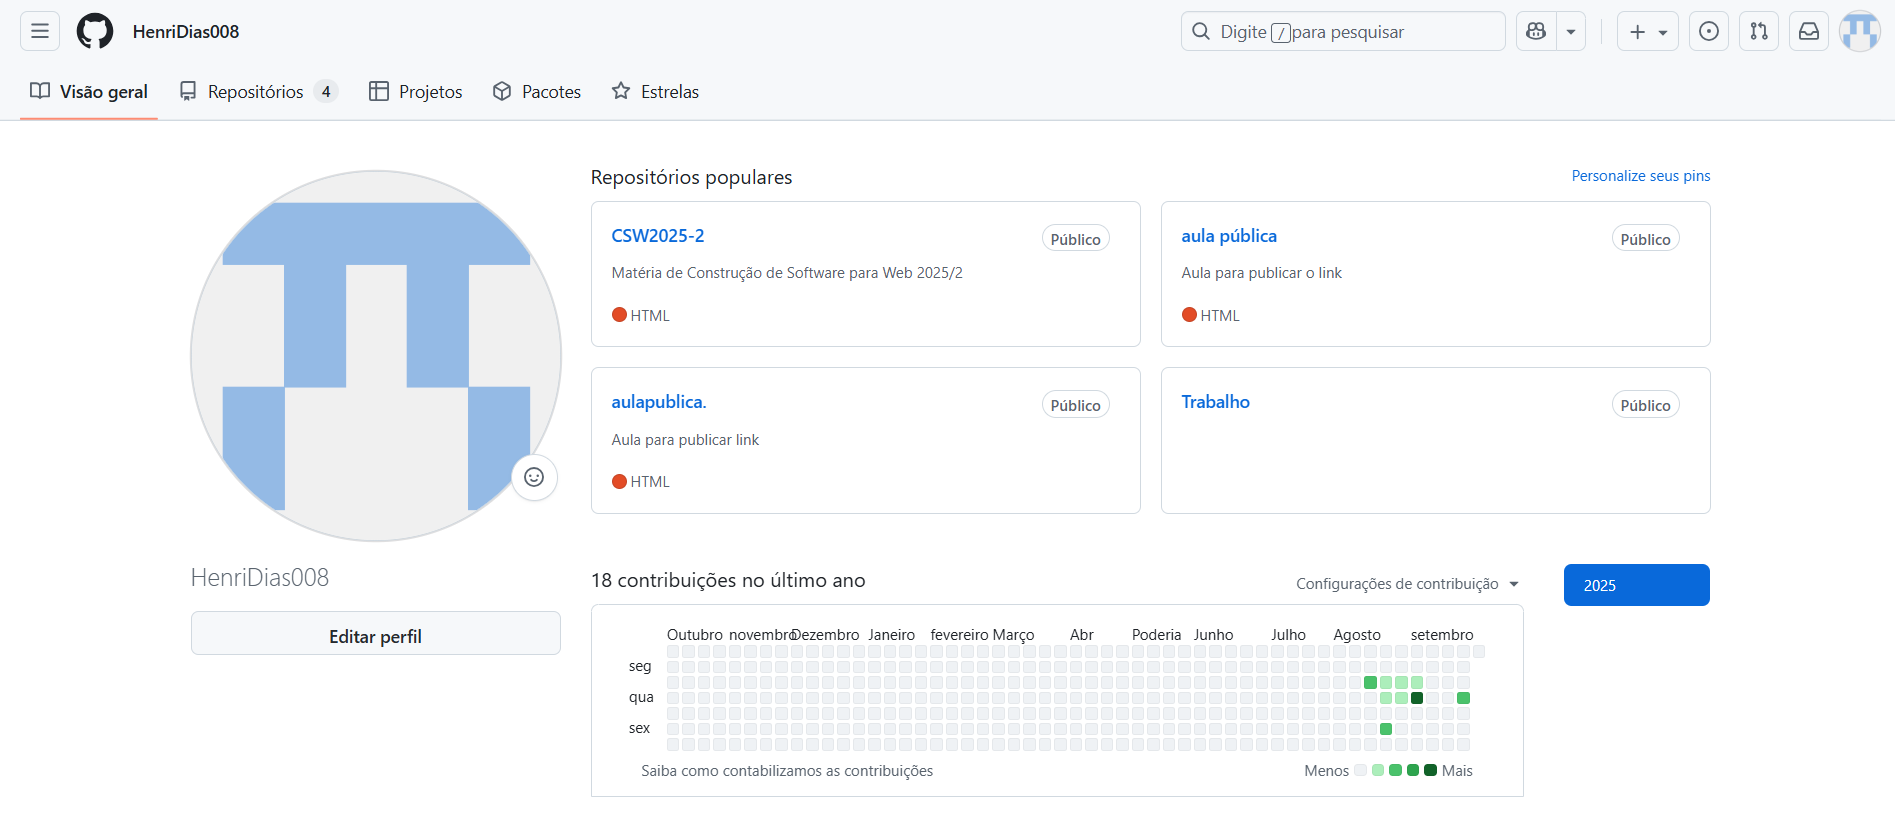 HenriDias008
Digite / para pesquisar
Visão geral
Repositórios 4
Projetos
Pacotes
Estrelas
Repositórios populares
Personalize seus pins
CSW2025-2
Público
Matéria de Construção de Software para Web 2025/2
HTML
aula pública
Público
Aula para publicar o link
HTML
aulapublica.
Público
Aula para publicar link
HTML
Trabalho
Público
HenriDias008
Editar perfil
18 contribuições no último ano
Configurações de contribuição
2025
Outubro novembro Dezembro Janeiro fevereiro Março Abr Poderia Junho Julho Agosto setembro
seg
qua
sex
Saiba como contabilizamos as contribuições
Menos Mais